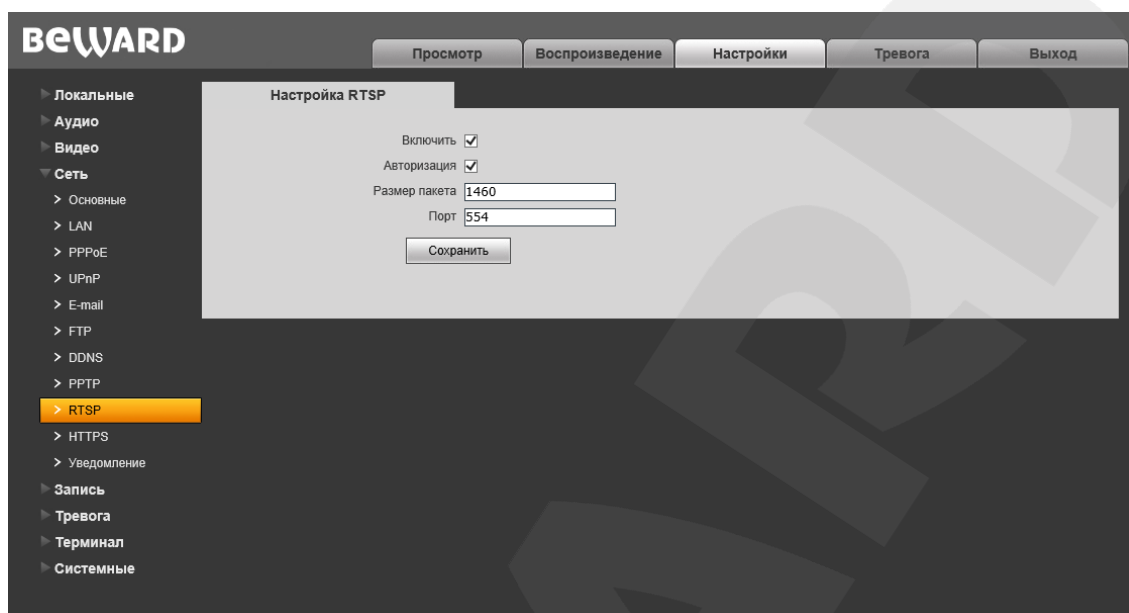 BEWARD
Просмотр
Воспроизведение
Настройки
Тревога
Выход
Локальные
Аудио
Видео
Сеть
Основные
LAN
PPPoE
UPnP
E-mail
FTP
DDNS
PPTP
RTSP
HTTPS
Уведомление
Запись
Тревога
Терминал
Системные
Настройка RTSP
Включить
Авторизация
Размер пакета 1460
Порт 554
Сохранить